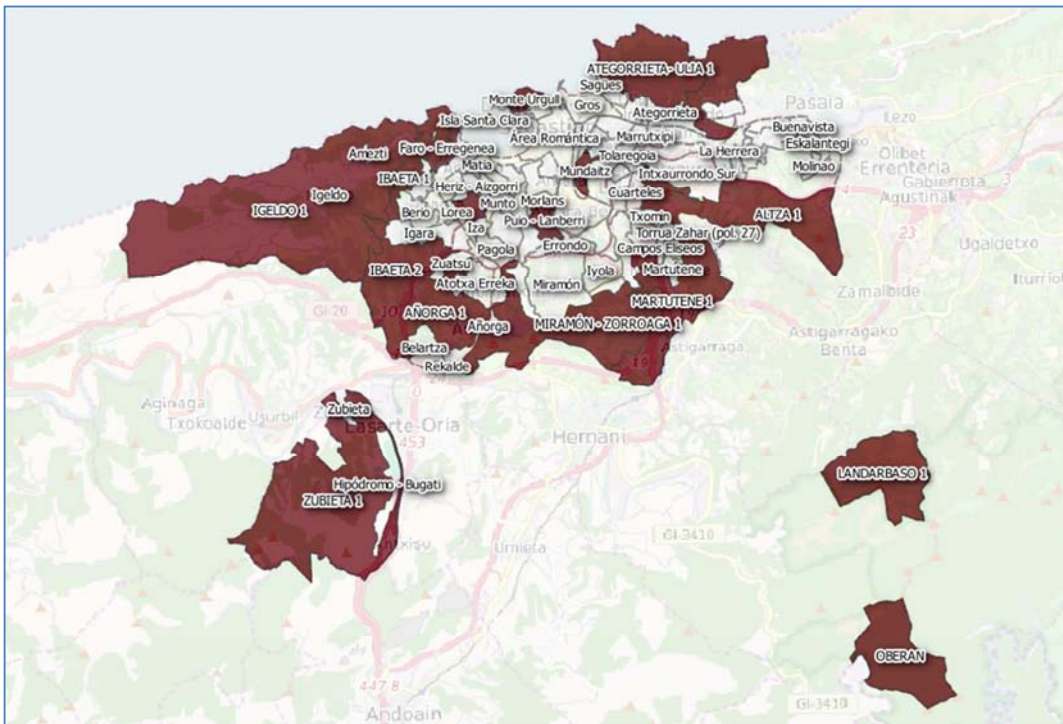 ATEGORRIETA- ULIA 1
Sagües
Monte Urgull
Gros
Pasaia
Lezo
Isla Santa Clara
Ategorrieta
Área Romántica
Marrutxipi
Buenavista
Eskalantegi
Faro - Erregenea
La Herrera
Amezti
Matia
Tolaregoia
Molinao
Olibet
Errenteria
IBAETA 1
Mundaitz
Intxaurrondo Sur
Gabierrota
Igeldo
Heriz - Aizgorri
Cuarteles
Agustinak
Munto
Morlans
IGELDO 1
Berio
Lorea
Puio - Lanberri
Txomin
ALTZA 1
Igara
Iza
Torrua Zahar (pol. 27)
23
Pagola
Errondo
Campos Elíseos
Ugaldetxo
IBAETA 2
Zuatsu
Iyola
Martutene
Iturriot
Atotxa Erreka
Miramón
Zamalbide
GI-20
AÑORGA 1
MARTUTENE 1
Añorga
MIRAMÓN - ZORROAGA 1
Astigarragako
Benta
Belartza
Astigarraga
Rekalde
Aginaga
Txokoalde
Usurbil
Zubieta
Lasarte-Oria
453
Hernani
Hipódromo - Bugati
LANDARBASO 1
ZUBIETA 1
GI-3410
Urnieta
OBERAN
447 B
Andoain
GI-3410